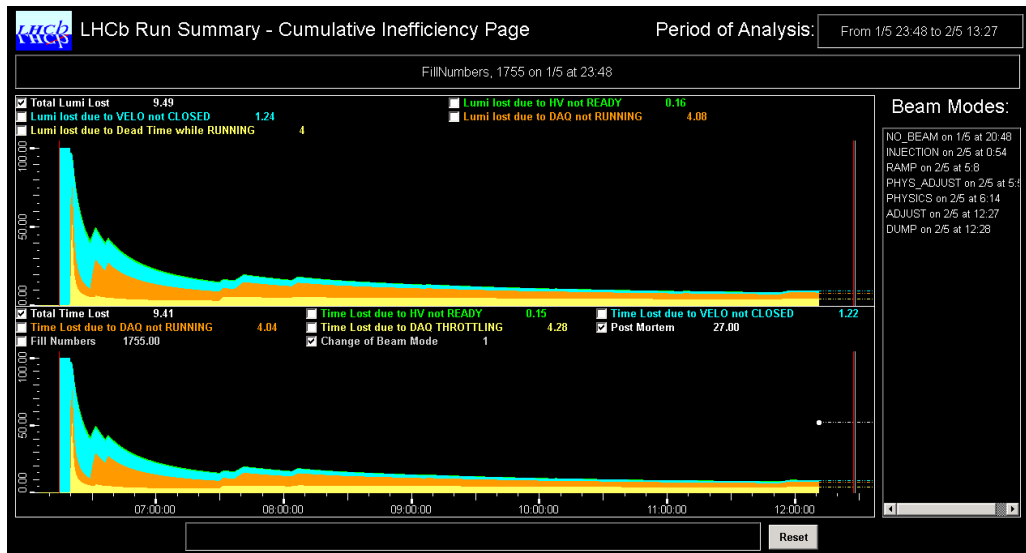 LHCb
LHCb Run Summary - Cumulative Inefficiency Page
Period of Analysis:
From 1/5 23:48 to 2/5 13:27
FillNumbers, 1755 on 1/5 at 23:48
Total Lumi Lost 9.49
Lumi lost due to HV not READY 0.16
Lumi lost due to VELO not CLOSED 1.24
Lumi lost due to DAQ not RUNNING 4.08
Lumi lost due to Dead Time while RUNNING 4
100.00
50.00
0.00
Total Time Lost 9.41
Time Lost due to HV not READY 0.15
Time Lost due to VELO not CLOSED 1.22
Time Lost due to DAQ not RUNNING 4.04
Time Lost due to DAQ THROTTLING 4.28
Post Mortem 27.00
Fill Numbers 1755.00
Change of Beam Mode 1
100.00
50.00
0.00
07:00:00 08:00:00 09:00:00 10:00:00 11:00:00 12:00:00
Beam Modes:
NO_BEAM on 1/5 at 20:48
INJECTION on 2/5 at 0:54
RAMP on 2/5 at 5:8
PHYS_ADJUST on 2/5 at 5:5
PHYSICS on 2/5 at 6:14
ADJUST on 2/5 at 12:27
DUMP on 2/5 at 12:28
Reset